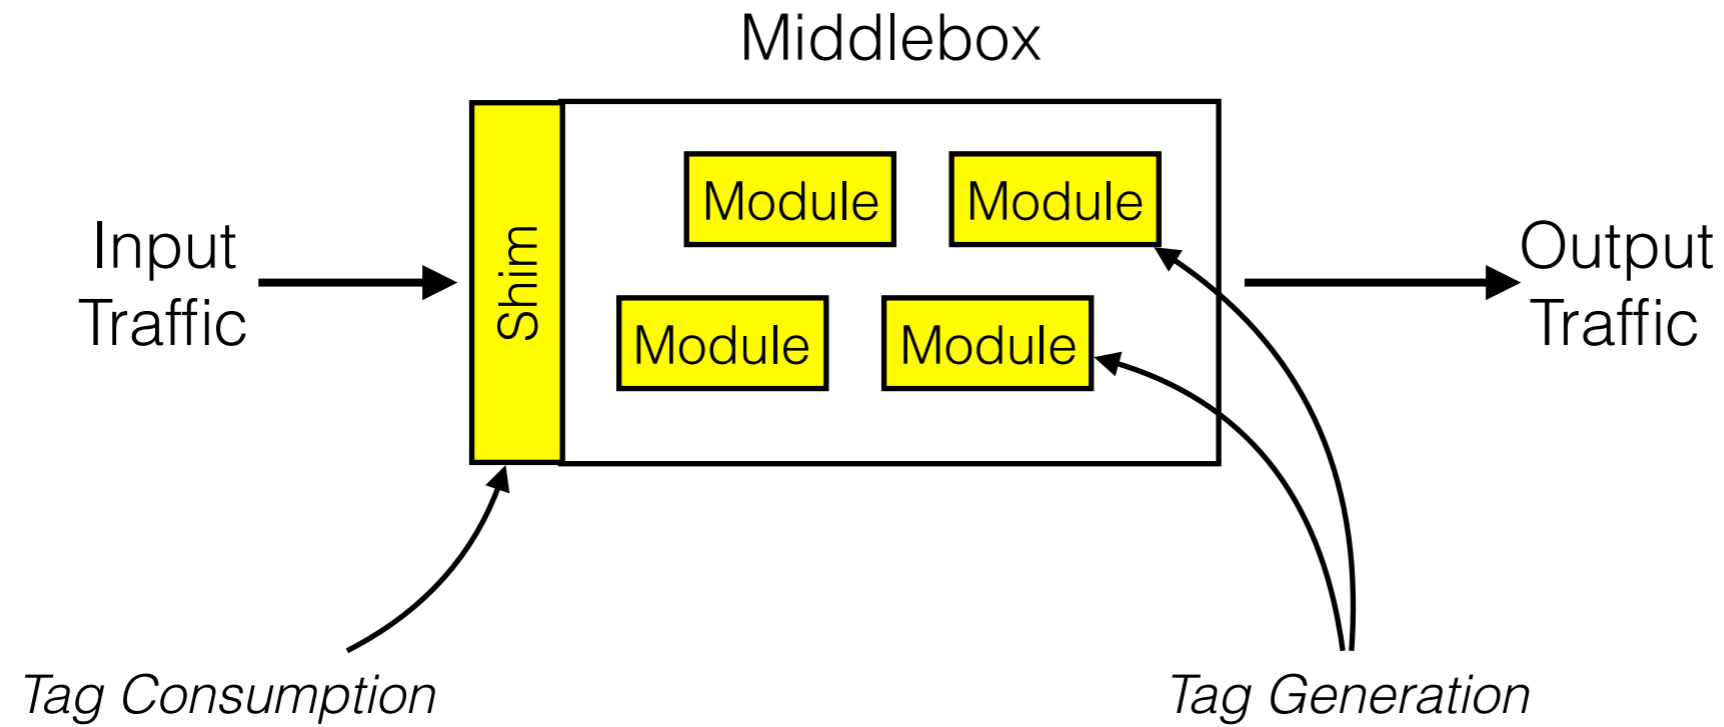 Middlebox
Input
Traffic
Shim
Module
Module
Module
Module
Output
Traffic
Tag Consumption
Tag Generation